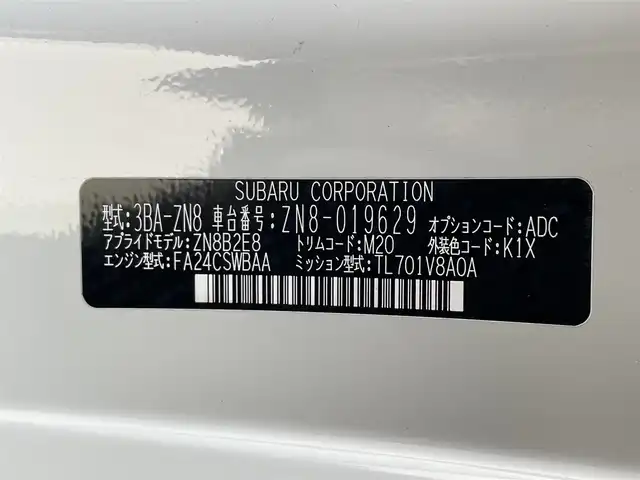 SUBARU CORPORATION
型式:3BA-ZN8 車台番号:ZN8-019629 オプションコード:ADC
アプライドモデル:ZN8B2E8 トリムコード:M20 外装色コード:K1X
エンジン型式:FA24CSWBAA ミッション型式:TL701V8A0A